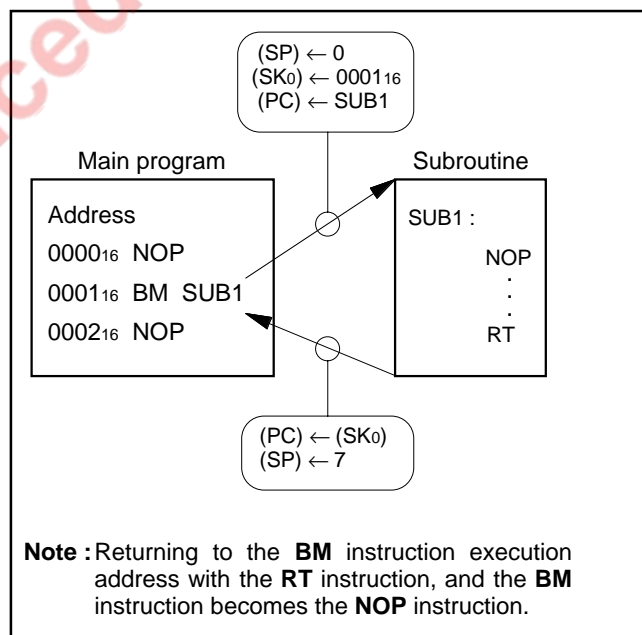 (SP) ← 0
(SK0) ← 000116
(PC) ← SUB1
Main program
Subroutine
Address
000016 NOP
000116 BM SUB1
000216 NOP
SUB1 :
NOP
.
.
.
RT
(PC) ← (SK0)
(SP) ← 7
Note : Returning to the BM instruction execution
address with the RT instruction, and the BM
instruction becomes the NOP instruction.